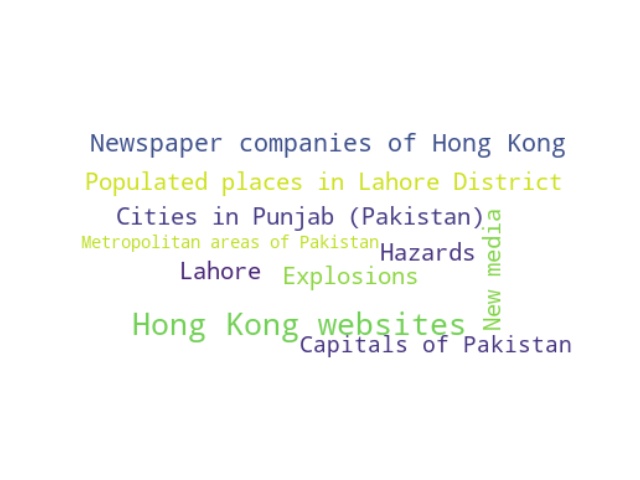 Newspaper companies of Hong Kong
Populated places in Lahore District
Cities in Punjab (Pakistan)
Metropolitan areas of Pakistan
Hazards
New media
Lahore
Explosions
Hong Kong websites
Capitals of Pakistan